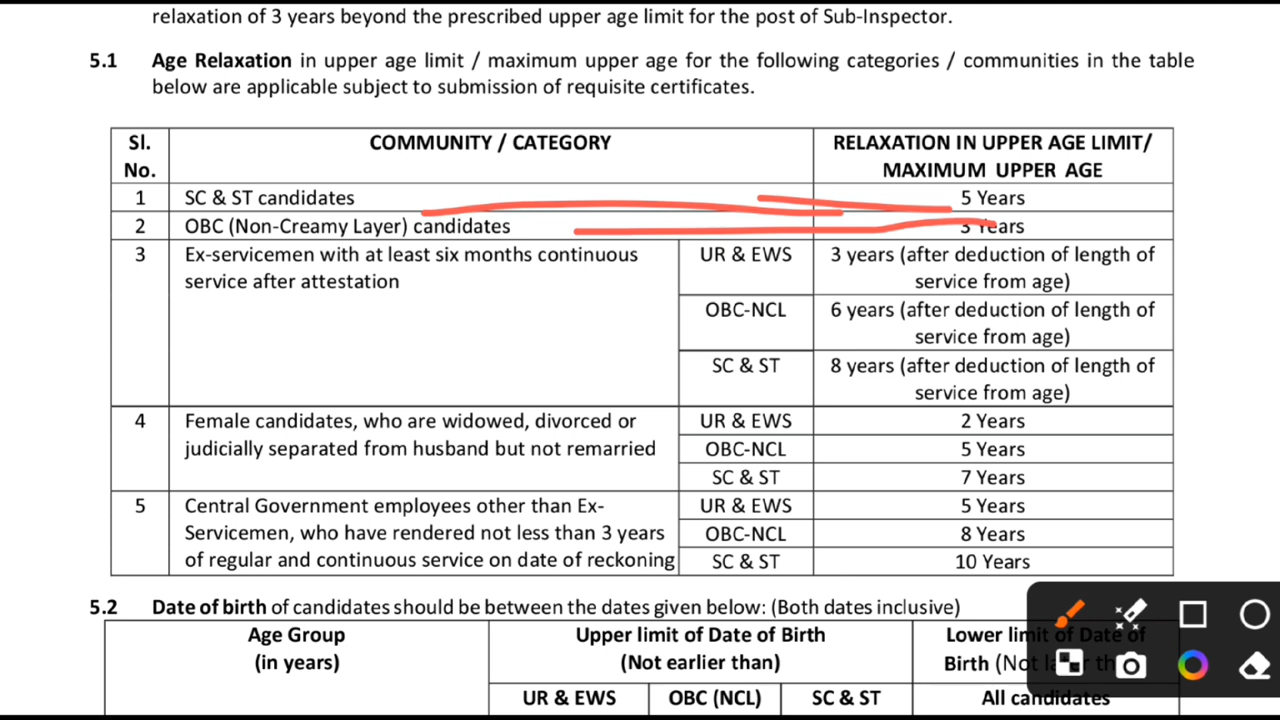 relaxation of 3 years beyond the prescribed upper age limit for the post of Sub-Inspector.
5.1 Age Relaxation in upper age limit / maximum upper age for the following categories / communities in the table
below are applicable subject to submission of requisite certificates.
Sl. No. COMMUNITY / CATEGORY RELAXATION IN UPPER AGE LIMIT/ MAXIMUM UPPER AGE
1 SC & ST candidates 5 Years
2 OBC (Non-Creamy Layer) candidates 3 Years
3 Ex-servicemen with at least six months continuous UR & EWS 3 years (after deduction of length of
service after attestation service from age)
OBC-NCL 6 years (after deduction of length of
service from age)
SC & ST 8 years (after deduction of length of
service from age)
4 Female candidates, who are widowed, divorced or UR & EWS 2 Years
judicially separated from husband but not remarried OBC-NCL 5 Years
SC & ST 7 Years
5 Central Government employees other than Ex- UR & EWS 5 Years
Servicemen, who have rendered not less than 3 years OBC-NCL 8 Years
of regular and continuous service on date of reckoning SC & ST 10 Years
5.2 Date of birth of candidates should be between the dates given below: (Both dates inclusive)
Age Group Upper limit of Date of Birth Lower limit of Date of
(in years) (Not earlier than) Birth (Not
UR & EWS OBC (NCL) SC & ST All candidates